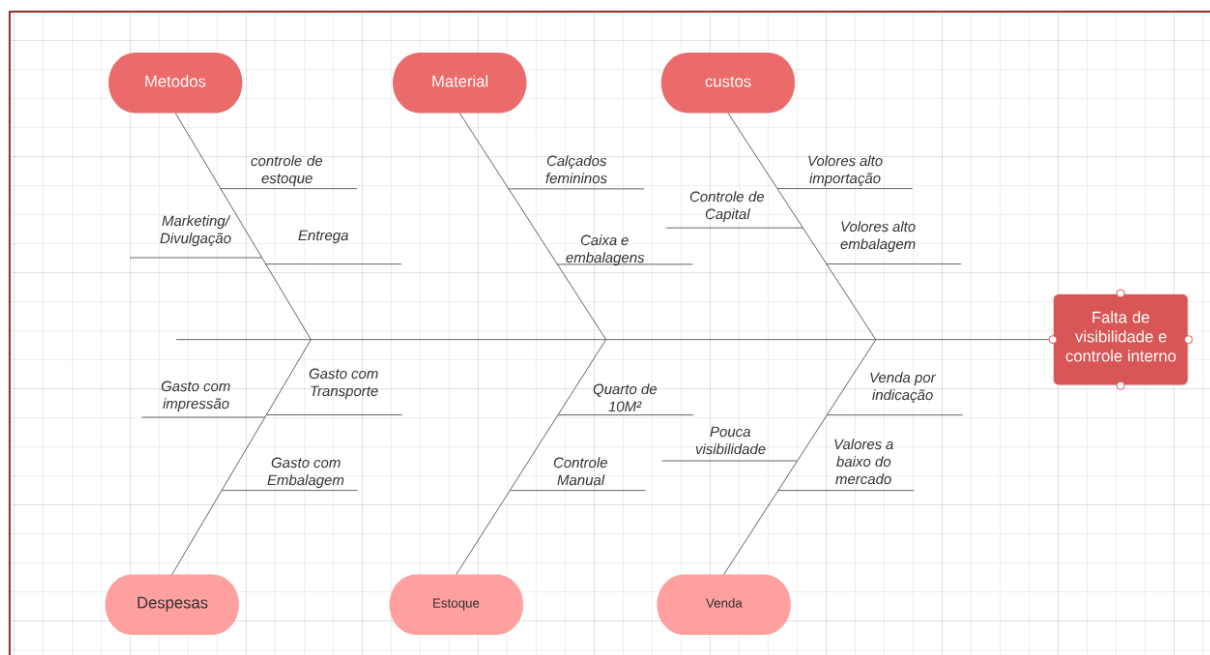 Metodos
Material
custos
controle de
estoque
Marketing/
Divulgação
Entrega
Calçados
femininos
Caixa e
embalagens
Volores alto
importação
Controle de
Capital
Volores alto
embalagem
Falta de
visibilidade e
controle interno
Gasto com
impressão
Gasto com
Transporte
Gasto com
Embalagem
Quarto de
10M²
Controle
Manual
Venda por
indicação
Pouca
visibilidade
Valores a
baixo do
mercado
Despesas
Estoque
Venda